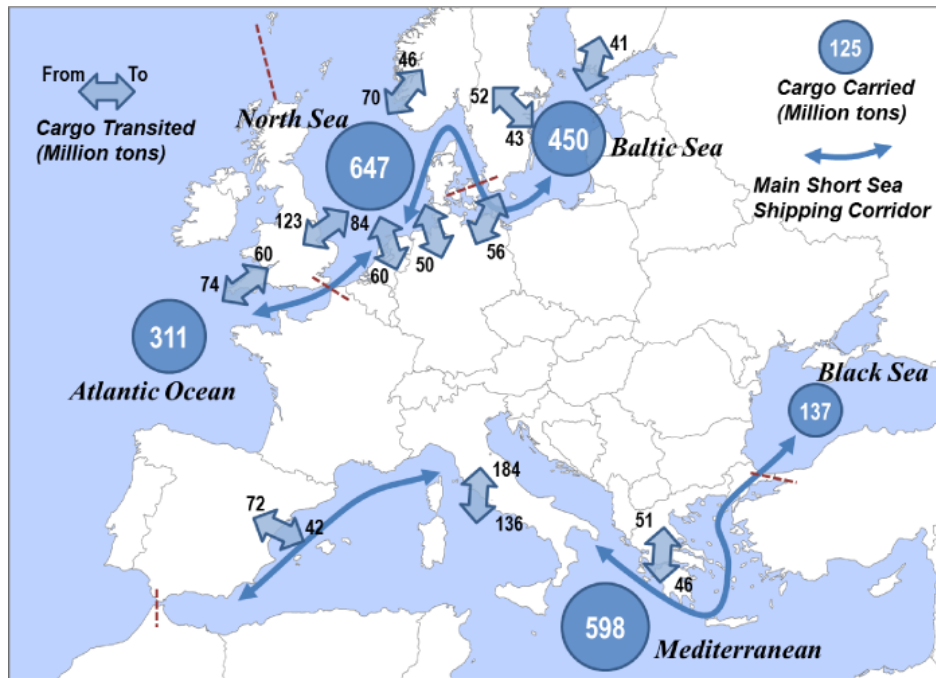 From To
Cargo Transited
(Million tons)
46
70
North Sea
647
52
43
41
450
Baltic Sea
125
Cargo Carried
(Million tons)
Main Short Sea
Shipping Corridor
123
84
60
50
56
60
74
311
Atlantic Ocean
Black Sea
137
184
136
72
42
51
46
598
Mediterranean